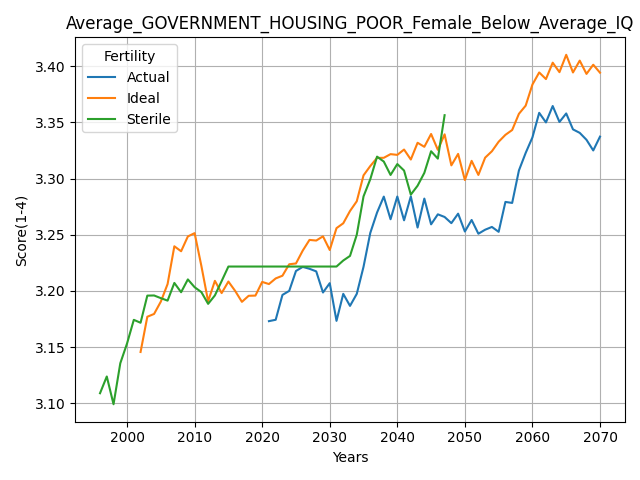 Average_GOVERNMENT_HOUSING_POOR_Female_Below_Average_IQ
Fertility
Actual
Ideal
Sterile
Score(1-4)
3.40
3.35
3.30
3.25
3.20
3.15
3.10
2000 2010 2020 2030 2040 2050 2060 2070
Years